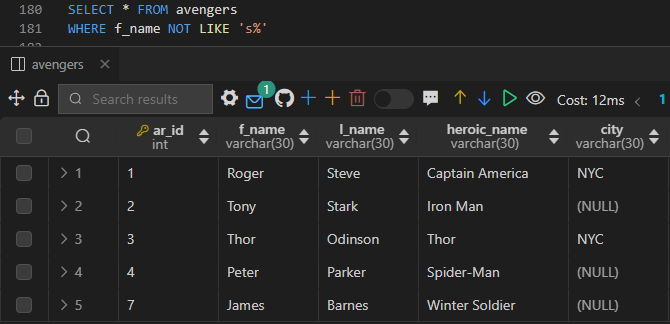 180 SELECT * FROM avengers
181 WHERE f_name NOT LIKE 's%'
avengers
Search results 1 Cost: 12ms 1
ar_id f_name l_name heroic_name city
int varchar(30) varchar(30) varchar(30) varchar(30)
1 1 Roger Steve Captain America NYC
2 2 Tony Stark Iron Man (NULL)
3 3 Thor Odinson Thor NYC
4 4 Peter Parker Spider-Man (NULL)
5 7 James Barnes Winter Soldier (NULL)